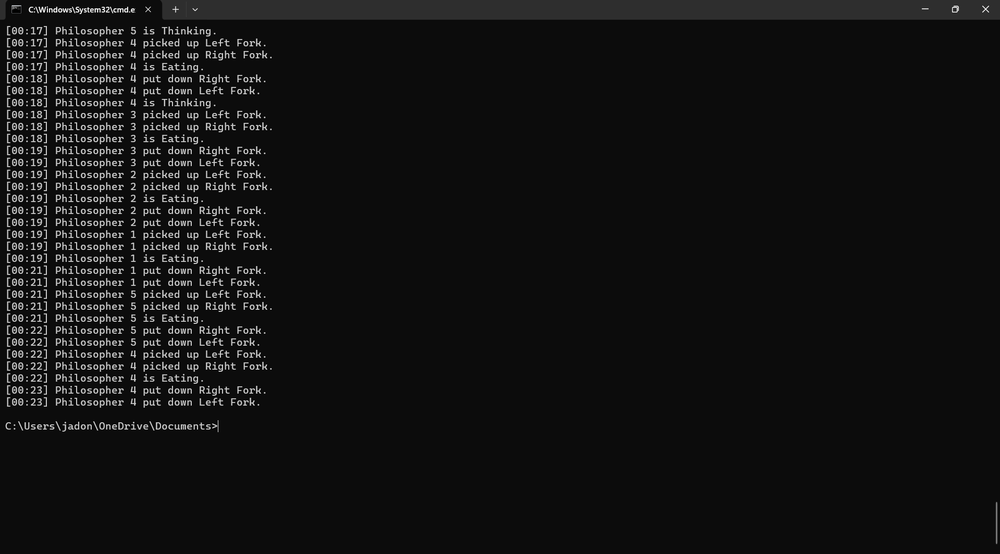 C:\Windows\System32\cmd.e
[00:17] Philosopher 5 is Thinking.
[00:17] Philosopher 4 picked up Left Fork.
[00:17] Philosopher 4 picked up Right Fork.
[00:17] Philosopher 4 is Eating.
[00:18] Philosopher 4 put down Right Fork.
[00:18] Philosopher 4 put down Left Fork.
[00:18] Philosopher 4 is Thinking.
[00:18] Philosopher 3 picked up Left Fork.
[00:18] Philosopher 3 picked up Right Fork.
[00:18] Philosopher 3 is Eating.
[00:19] Philosopher 3 put down Right Fork.
[00:19] Philosopher 3 put down Left Fork.
[00:19] Philosopher 2 picked up Left Fork.
[00:19] Philosopher 2 picked up Right Fork.
[00:19] Philosopher 2 is Eating.
[00:19] Philosopher 2 put down Right Fork.
[00:19] Philosopher 2 put down Left Fork.
[00:19] Philosopher 1 picked up Left Fork.
[00:19] Philosopher 1 picked up Right Fork.
[00:19] Philosopher 1 is Eating.
[00:21] Philosopher 1 put down Right Fork.
[00:21] Philosopher 1 put down Left Fork.
[00:21] Philosopher 5 picked up Left Fork.
[00:21] Philosopher 5 picked up Right Fork.
[00:21] Philosopher 5 is Eating.
[00:22] Philosopher 5 put down Right Fork.
[00:22] Philosopher 5 put down Left Fork.
[00:22] Philosopher 4 picked up Left Fork.
[00:22] Philosopher 4 picked up Right Fork.
[00:22] Philosopher 4 is Eating.
[00:23] Philosopher 4 put down Right Fork.
[00:23] Philosopher 4 put down Left Fork.
C:\Users\jadon\OneDrive\Documents>